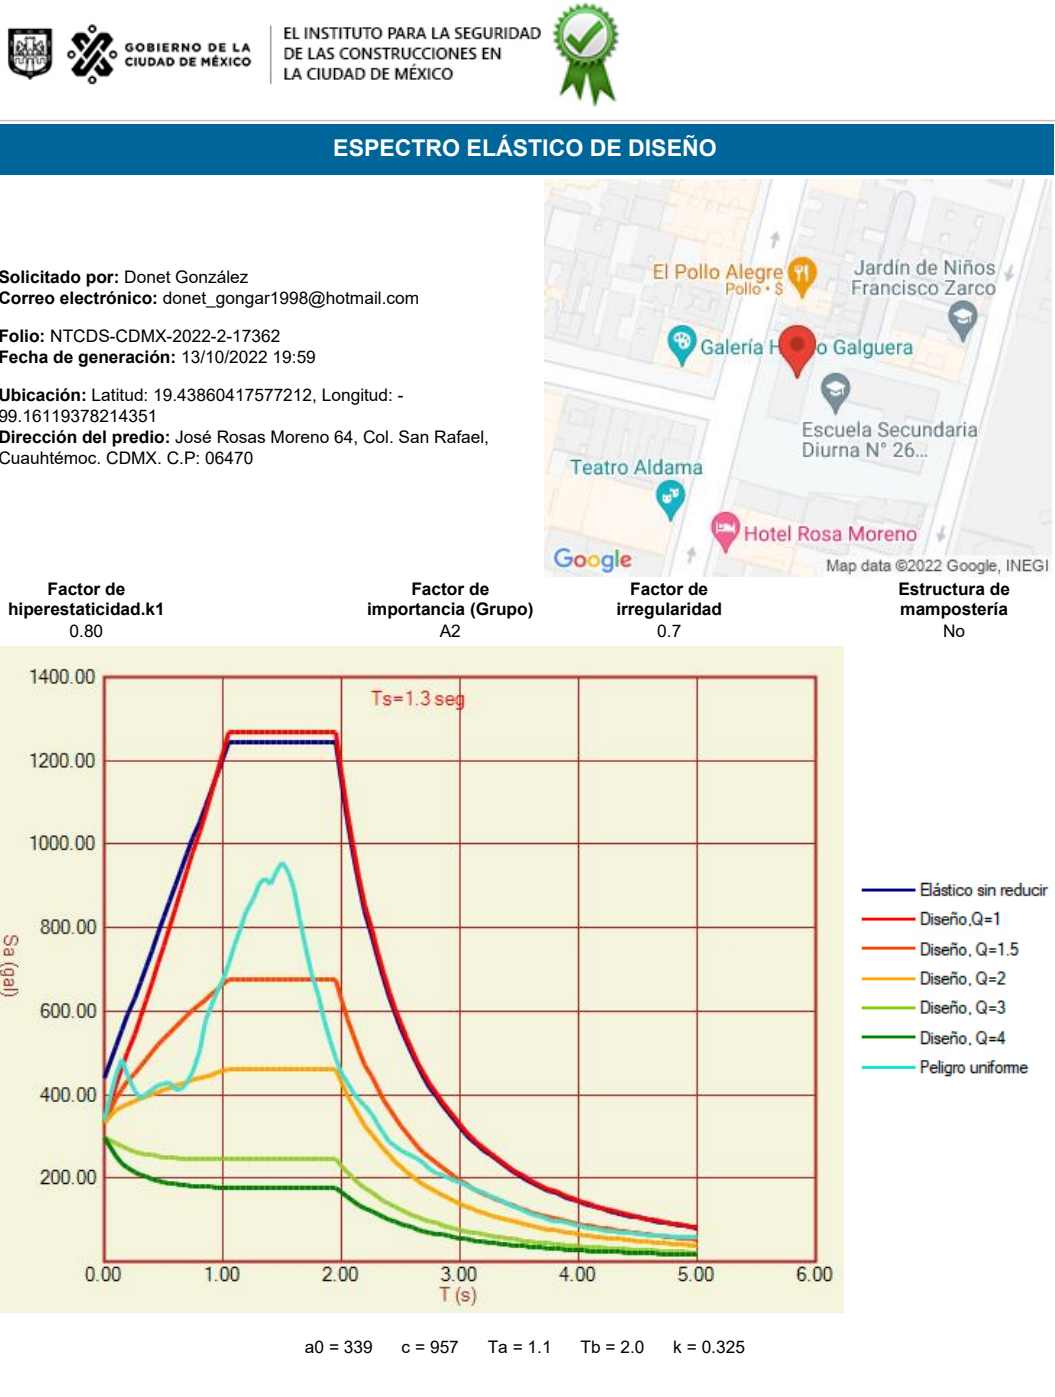 GOBIERNO DE LA
CIUDAD DE MÉXICO
EL INSTITUTO PARA LA SEGURIDAD
DE LAS CONSTRUCCIONES EN
LA CIUDAD DE MÉXICO
ESPECTRO ELÁSTICO DE DISEÑO
Solicitado por: Donet González
Correo electrónico: donet_gongar1998@hotmail.com
Folio: NTCDS-CDMX-2022-2-17362
Fecha de generación: 13/10/2022 19:59
Ubicación: Latitud: 19.43860417577212, Longitud: -
99.16119378214351
Dirección del predio: José Rosas Moreno 64, Col. San Rafael,
Cuauhtémoc. CDMX. C.P: 06470
El Pollo Alegre
Pollo • $
Jardín de Niños
Francisco Zarco
Galería H o Galguera
Escuela Secundaria
Diurna N° 26...
Teatro Aldama
Hotel Rosa Moreno
Google
Map data ©2022 Google, INEGI
Factor de
hiperestaticidad.k1
0.80
Factor de
importancia (Grupo)
A2
Factor de
irregularidad
0.7
Estructura de
mampostería
No
1400.00
1200.00
1000.00
800.00
600.00
400.00
200.00
Sa (gal)
Ts=1.3 seg
0.00
1.00
2.00
3.00
4.00
5.00
6.00
T (s)
Elástico sin reducir
Diseño,Q=1
Diseño, Q=1.5
Diseño, Q=2
Diseño, Q=3
Diseño, Q=4
Peligro uniforme
a0 = 339 c = 957 Ta = 1.1 Tb = 2.0 k = 0.325